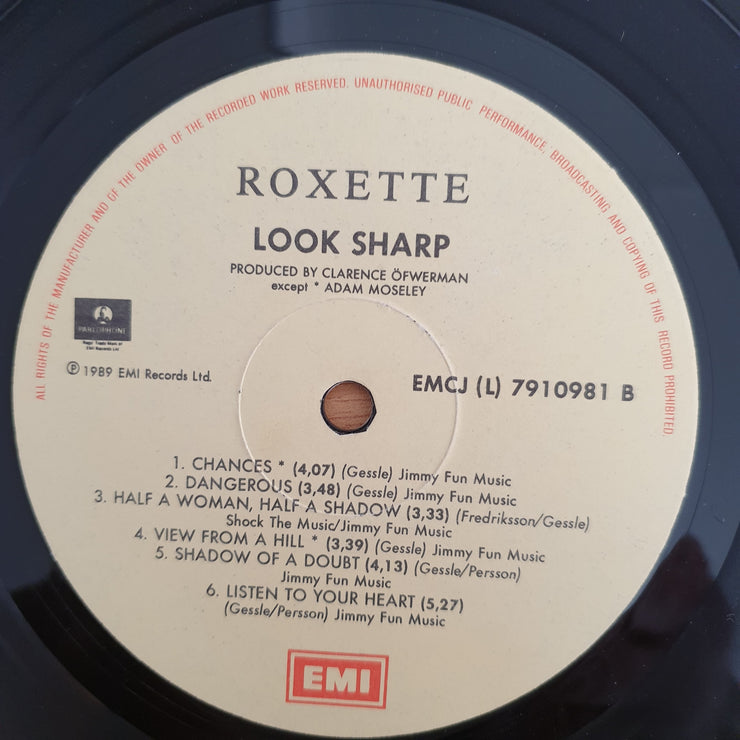 ALL RIGHTS OF THE MANUFACTURER AND OF THE OWNER OF THE RECORDED WORK RESERVED. UNAUTHORISED PUBLIC PERFORMANCE, BROADCASTING AND COPYING OF THIS RECORD PROHIBITED.
ROXETTE
LOOK SHARP
PRODUCED BY CLARENCE ÖFWERMAN
except * ADAM MOSELEY
PARLOPHONE
EMI Records Ltd
Ⓟ 1989 EMI Records Ltd.
EMCJ (L) 7910981 B
1. CHANCES * (4,07) (Gessle) Jimmy Fun Music
2. DANGEROUS (3,48) (Gessle) Jimmy Fun Music
3. HALF A WOMAN, HALF A SHADOW (3,33) (Fredriksson/Gessle)
Shock The Music/Jimmy Fun Music
4. VIEW FROM A HILL * (3,39) (Gessle) Jimmy Fun Music
5. SHADOW OF A DOUBT (4,13) (Gessle/Persson)
Jimmy Fun Music
6. LISTEN TO YOUR HEART (5,27)
(Gessle/Persson) Jimmy Fun Music
EMI